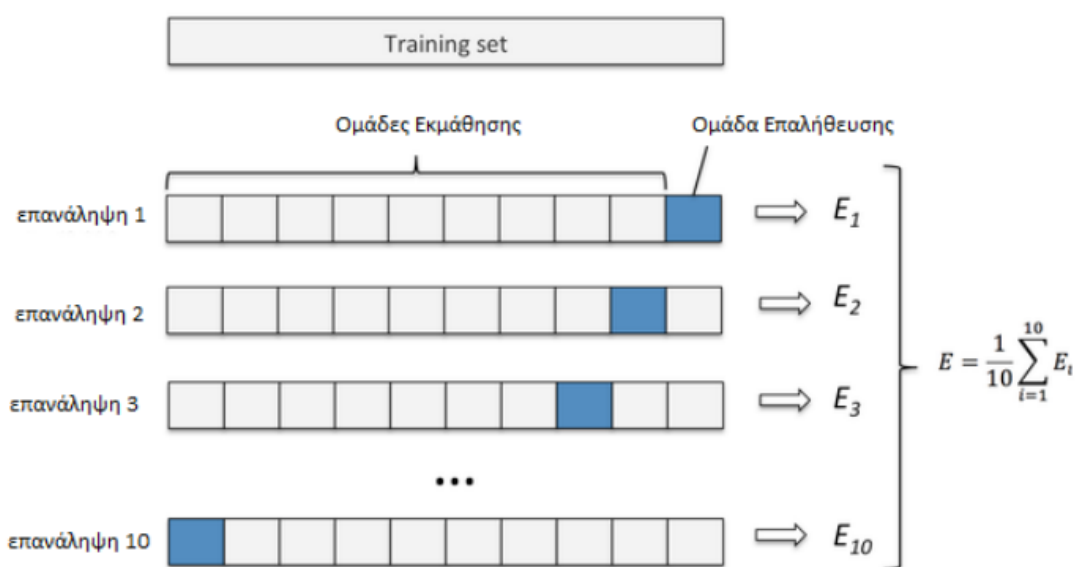 Training set
Ομάδες Εκμάθησης
Ομάδα Επαλήθευσης
επανάληψη 1
E₁
επανάληψη 2
E₂
επανάληψη 3
E₃
E = 1/10 ∑_{i=1}^{10} E_i
...
επανάληψη 10
E₁₀